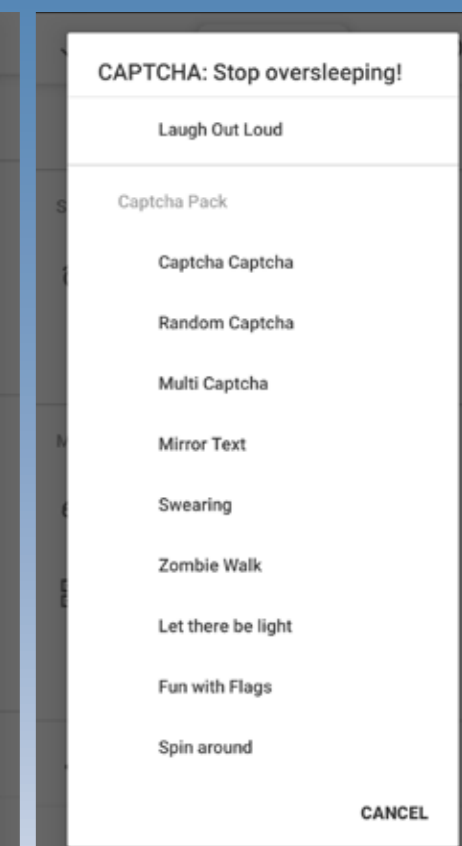 CAPTCHA: Stop oversleeping!
Laugh Out Loud
Captcha Pack
Captcha Captcha
Random Captcha
Multi Captcha
Mirror Text
Swearing
Zombie Walk
Let there be light
Fun with Flags
Spin around
CANCEL